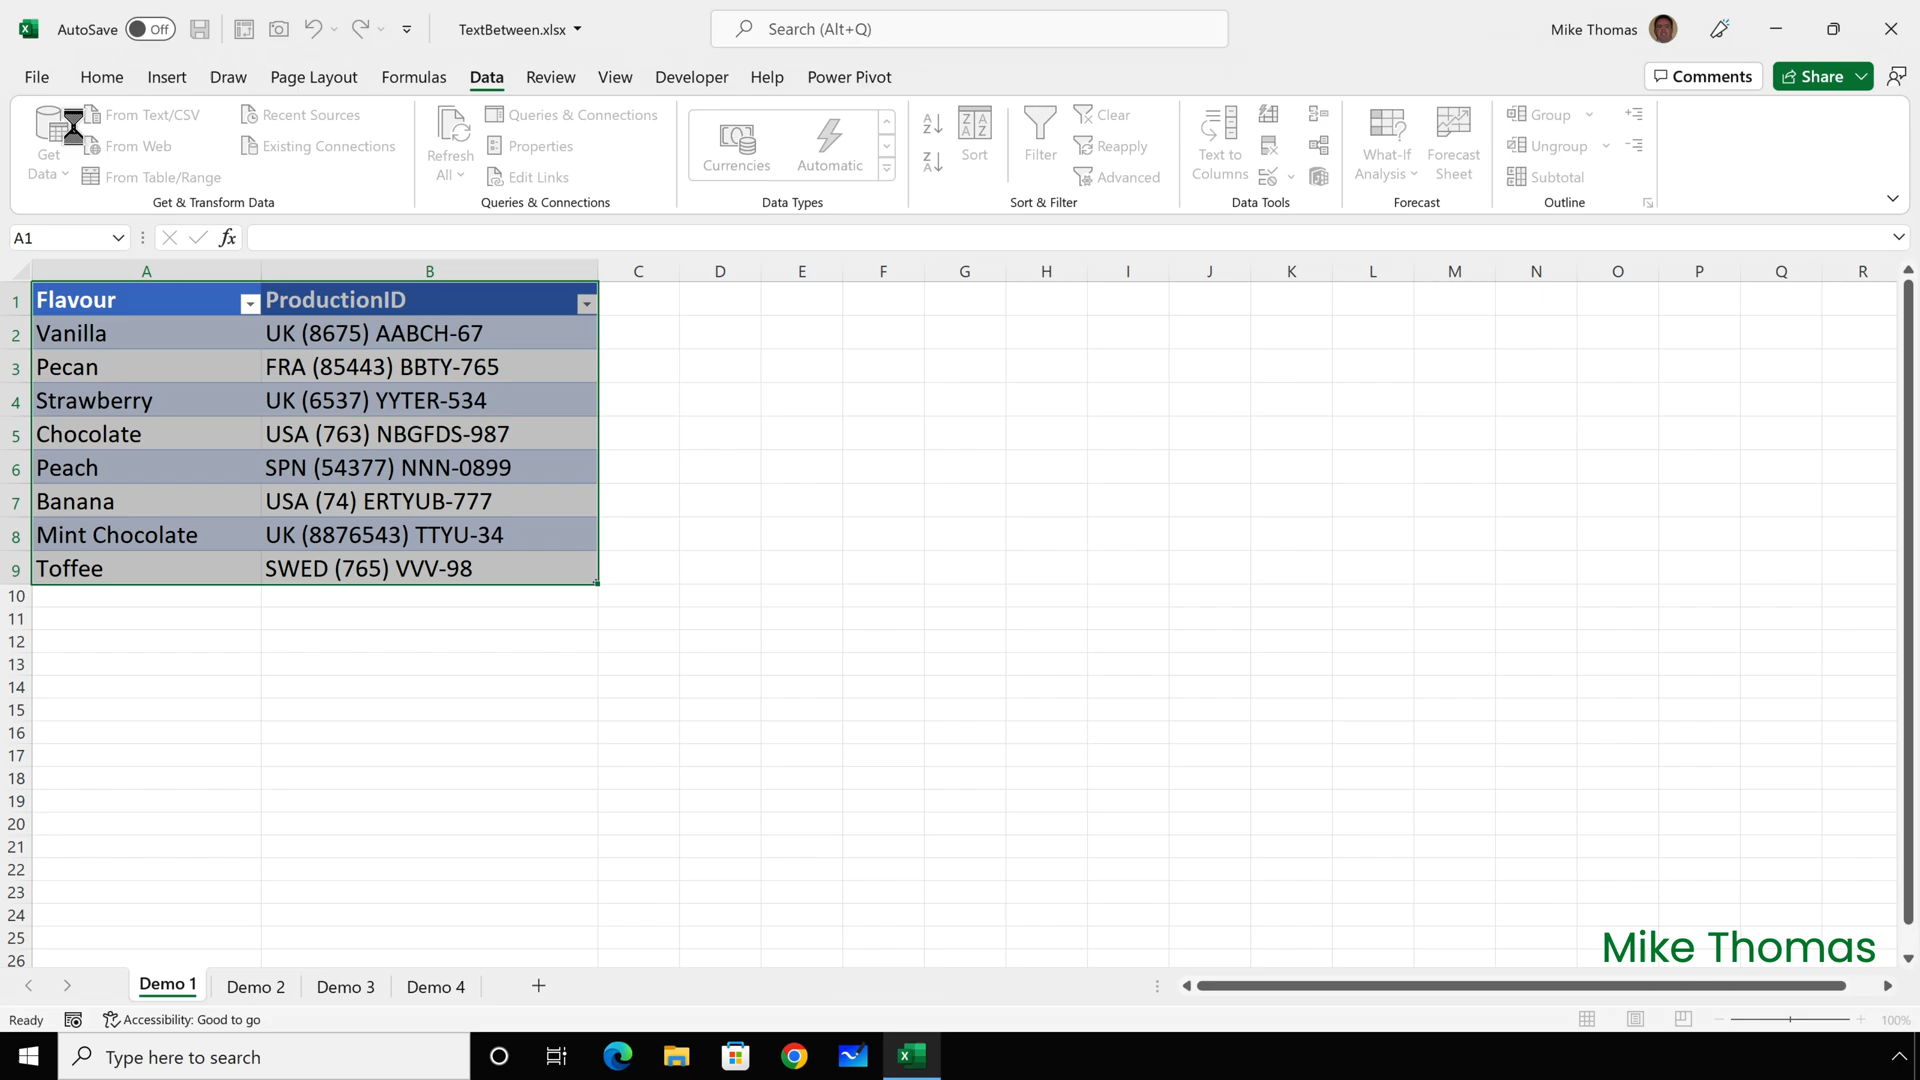 AutoSave Off TextBetween.xlsx Search (Alt+Q) Mike Thomas
File Home Insert Draw Page Layout Formulas Data Review View Developer Help Power Pivot Comments Share
Get Data
From Text/CSV
From Web
From Table/Range
Recent Sources
Existing Connections
Get & Transform Data
Refresh All
Queries & Connections
Properties
Edit Links
Queries & Connections
Currencies
Automatic
Data Types
Sort
Filter
Clear
Reapply
Advanced
Sort & Filter
Text to Columns
Data Tools
What-If Analysis
Forecast Sheet
Forecast
Group
Ungroup
Subtotal
Outline
A1 fx
A B C D E F G H I J K L M N O P Q R
1 Flavour ProductionID
2 Vanilla UK (8675) AABCH-67
3 Pecan FRA (85443) BBTY-765
4 Strawberry UK (6537) YYTER-534
5 Chocolate USA (763) NBGFDS-987
6 Peach SPN (54377) NNN-0899
7 Banana USA (74) ERTYUB-777
8 Mint Chocolate UK (8876543) TTYU-34
9 Toffee SWED (765) VVV-98
10
11
12
13
14
15
16
17
18
19
20
21
22
23
24
25
26
Mike Thomas
Demo 1 Demo 2 Demo 3 Demo 4
Ready Accessibility: Good to go 100%
Type here to search